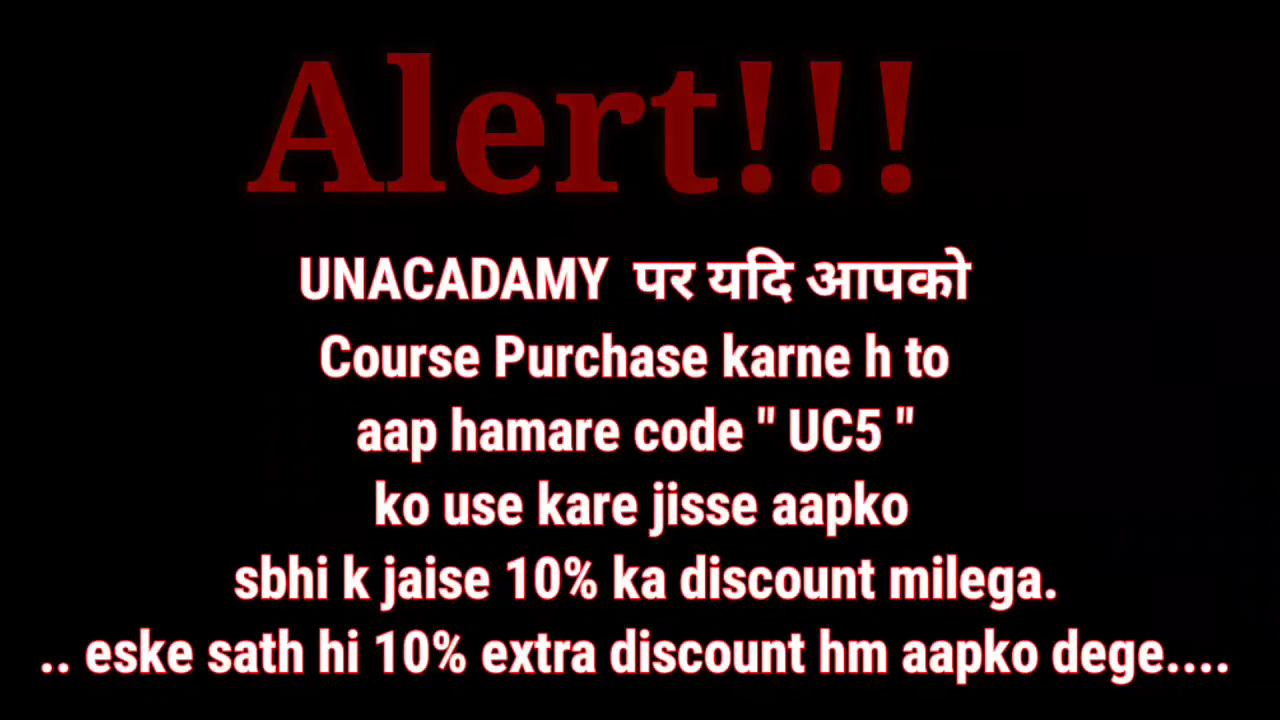 Alert!!!
UNACADAMY पर यदि आपको
Course Purchase karne h to
aap hamare code " UC5 "
ko use kare jisse aapko
sbhi k jaise 10% ka discount milega.
.. eske sath hi 10% extra discount hm aapko dege....